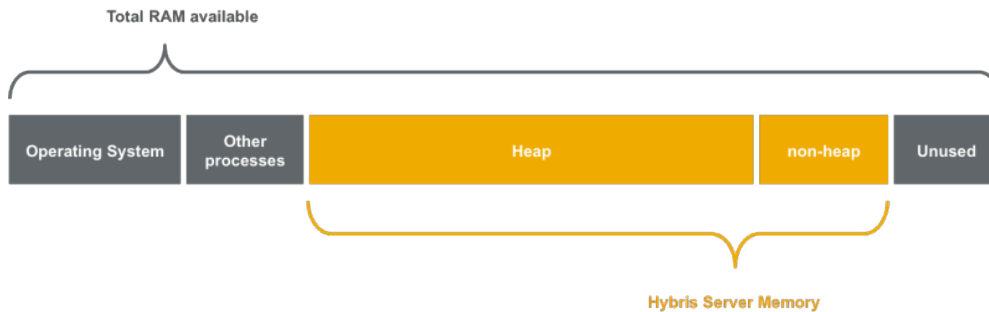 Total RAM available
Operating System
Other
processes
Heap
non-heap
Unused
Hybris Server Memory